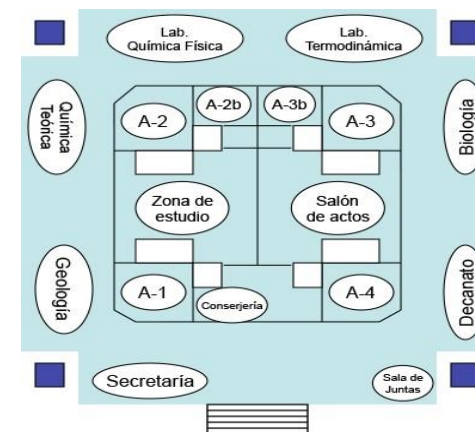 Lab.
Química Física
Lab.
Termodinámica
Química
Teórica
A-2
A-2b
A-3b
A-3
Biología
Zona de
estudio
Salón
de actos
Geología
A-1
Conserjería
A-4
Decanato
Secretaría
Sala de
Juntas